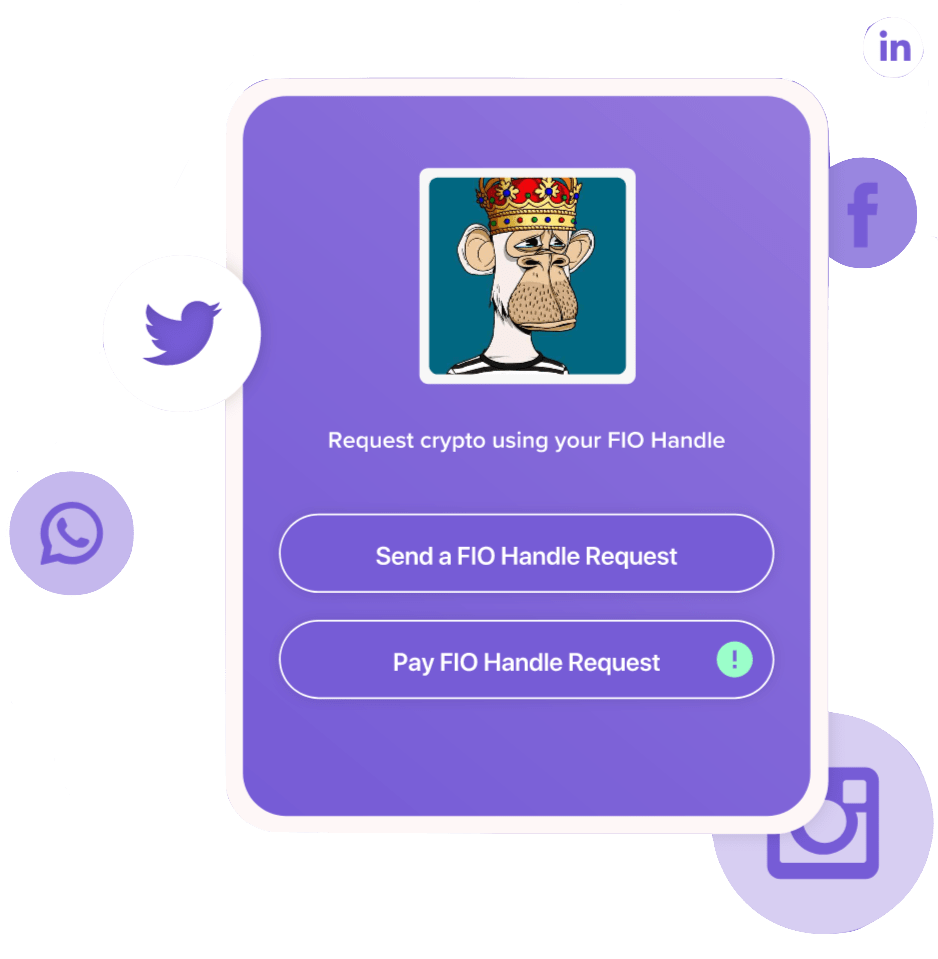 in
f
Request crypto using your FIO Handle
Send a FIO Handle Request
Pay FIO Handle Request !